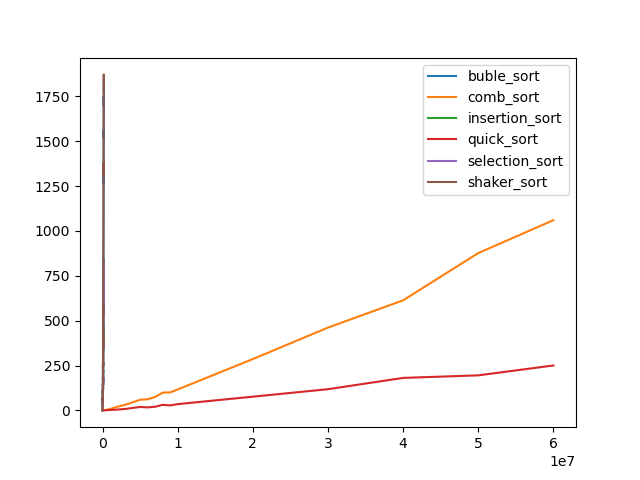 1750
1500
1250
1000
750
500
250
0
0 1 2 3 4 5 6
1e7
buble_sort
comb_sort
insertion_sort
quick_sort
selection_sort
shaker_sort